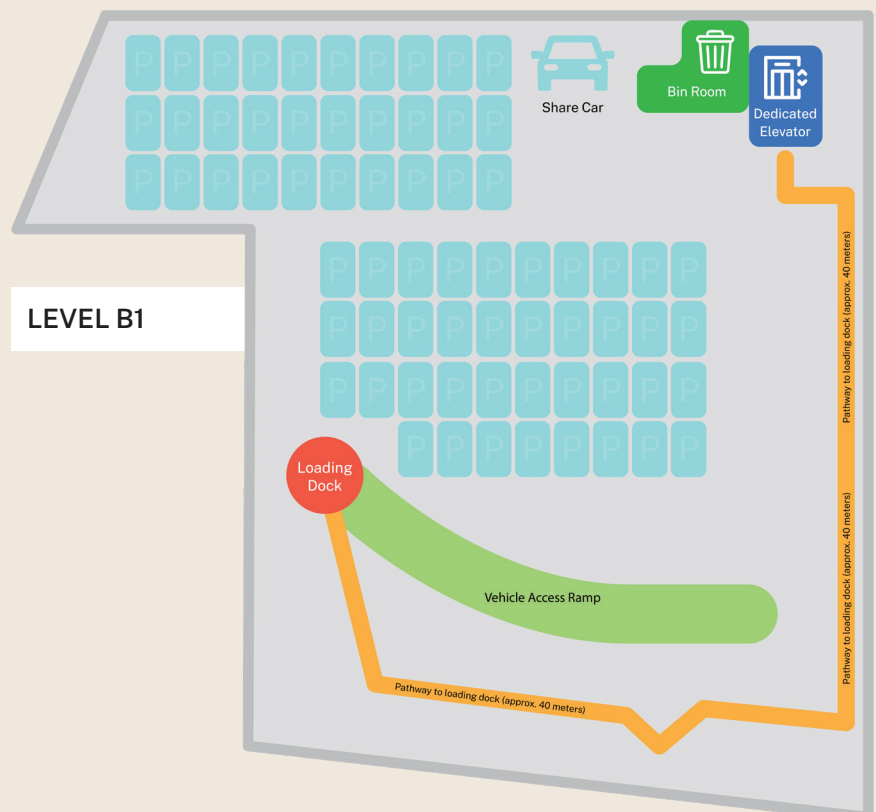 P P P P P P P P P P
P P P P P P P P P P
P P P P P P P P P P
Share Car
Bin Room
Dedicated
Elevator
P P P P P P P P P P
P P P P P P P P P P
P P P P P P P P P P
P P P P P P P P
LEVEL B1
Pathway to loading dock (approx. 40 meters)
Loading
Dock
Pathway to loading dock (approx. 40 meters)
Vehicle Access Ramp
Pathway to loading dock (approx. 40 meters)